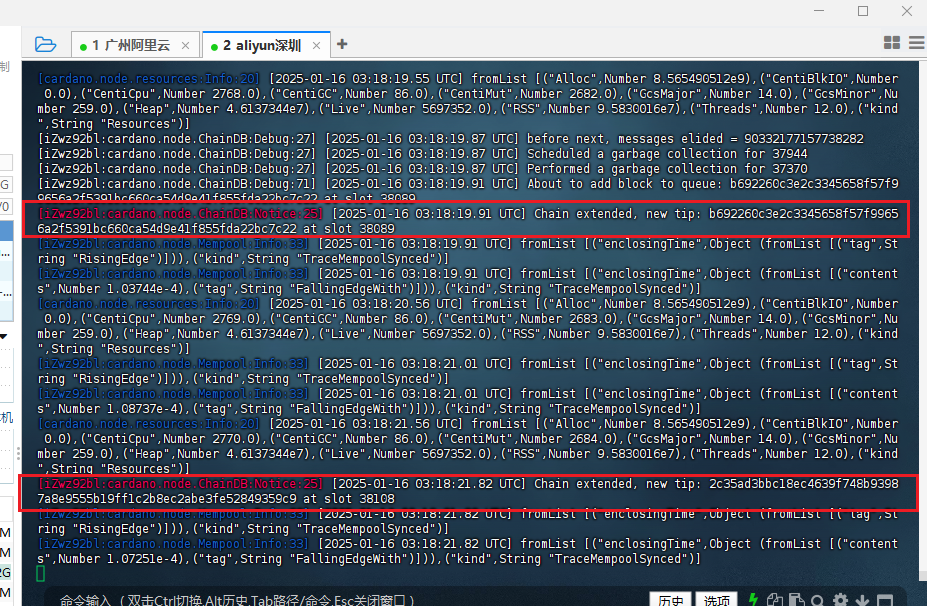 1 广州阿里云 ×
2 aliyun深圳 × +
制
[cardano.node.resources:Info:20] [2025-01-16 03:18:19.55 UTC] fromList [("Alloc",Number 8.565490512e9),("CentiBlkIO",Number
0.0),("CentiCpu",Number 2768.0),("CentiGC",Number 86.0),("CentiMut",Number 2682.0),("GcsMajor",Number 14.0),("GcsMinor",Nu
mber 259.0),("Heap",Number 4.6137344e7),("Live",Number 5697352.0),("RSS",Number 9.5830016e7),("Threads",Number 12.0),("kind
",String "Resources")]
[iZwz92bl:cardano.node.ChainDB:Debug:27] [2025-01-16 03:18:19.87 UTC] before next, messages elided = 90332177157738282
[iZwz92bl:cardano.node.ChainDB:Debug:27] [2025-01-16 03:18:19.87 UTC] Scheduled a garbage collection for 37944
[iZwz92bl:cardano.node.ChainDB:Debug:27] [2025-01-16 03:18:19.87 UTC] Performed a garbage collection for 37370
[iZwz92bl:cardano.node.ChainDB:Debug:71] [2025-01-16 03:18:19.91 UTC] About to add block to queue: b692260c3e2c3345658f57f9
9656a2f5391bc660ca54d9e41f855fda22bc7c22 at slot 38089
[iZwz92bl:cardano.node.ChainDB:Notice:25] [2025-01-16 03:18:19.91 UTC] Chain extended, new tip: b692260c3e2c3345658f57f9965
6a2f5391bc660ca54d9e41f855fda22bc7c22 at slot 38089
[iZwz92bl:cardano.node.Mempool:Info:33] [2025-01-16 03:18:19.91 UTC] fromList [("enclosingTime",Object (fromList [("tag",St
ring "RisingEdge")])),("kind",String "TraceMempoolSynced")]
[iZwz92bl:cardano.node.Mempool:Info:33] [2025-01-16 03:18:19.91 UTC] fromList [("enclosingTime",Object (fromList [("content
s",Number 1.03744e-4),("tag",String "FallingEdgeWith")])),("kind",String "TraceMempoolSynced")]
[cardano.node.resources:Info:20] [2025-01-16 03:18:20.56 UTC] fromList [("Alloc",Number 8.565490512e9),("CentiBlkIO",Number
0.0),("CentiCpu",Number 2769.0),("CentiGC",Number 86.0),("CentiMut",Number 2683.0),("GcsMajor",Number 14.0),("GcsMinor",Nu
mber 259.0),("Heap",Number 4.6137344e7),("Live",Number 5697352.0),("RSS",Number 9.5830016e7),("Threads",Number 12.0),("kind
",String "Resources")]
[iZwz92bl:cardano.node.Mempool:Info:33] [2025-01-16 03:18:21.01 UTC] fromList [("enclosingTime",Object (fromList [("tag",St
ring "RisingEdge")])),("kind",String "TraceMempoolSynced")]
[iZwz92bl:cardano.node.Mempool:Info:33] [2025-01-16 03:18:21.01 UTC] fromList [("enclosingTime",Object (fromList [("content
s",Number 1.08737e-4),("tag",String "FallingEdgeWith")])),("kind",String "TraceMempoolSynced")]
[cardano.node.resources:Info:20] [2025-01-16 03:18:21.56 UTC] fromList [("Alloc",Number 8.565490512e9),("CentiBlkIO",Number
0.0),("CentiCpu",Number 2770.0),("CentiGC",Number 86.0),("CentiMut",Number 2684.0),("GcsMajor",Number 14.0),("GcsMinor",Nu
mber 259.0),("Heap",Number 4.6137344e7),("Live",Number 5697352.0),("RSS",Number 9.5830016e7),("Threads",Number 12.0),("kind
",String "Resources")]
[iZwz92bl:cardano.node.ChainDB:Notice:25] [2025-01-16 03:18:21.82 UTC] Chain extended, new tip: 2c35ad3bbc18ec4639f748b9398
7a8e9555b19ff1c2b8ec2abe3fe52849359c9 at slot 38108
[iZwz92bl:cardano.node.Mempool:Info:33] [2025-01-16 03:18:21.82 UTC] fromList [("enclosingTime",Object (fromList [("tag",St
ring "RisingEdge")])),("kind",String "TraceMempoolSynced")]
[iZwz92bl:cardano.node.Mempool:Info:33] [2025-01-16 03:18:21.82 UTC] fromList [("enclosingTime",Object (fromList [("content
s",Number 1.07251e-4),("tag",String "FallingEdgeWith")])),("kind",String "TraceMempoolSynced")]
命令输入 (双击Ctrl切换,Alt历史,Tab路径/命令,Esc关闭窗口)
历史 选项